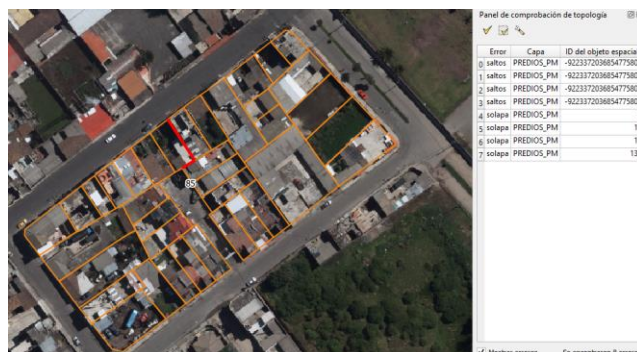 Panel de comprobación de topología
Error Capa ID del objeto espacia
0 saltos PREDIOS_PM -922337203685477580
1 saltos PREDIOS_PM -922337203685477580
2 saltos PREDIOS_PM -922337203685477580
3 saltos PREDIOS_PM -922337203685477580
4 solapa PREDIOS_PM
5 solapa PREDIOS_PM 1
6 solapa PREDIOS_PM 1
7 solapa PREDIOS_PM 13
85